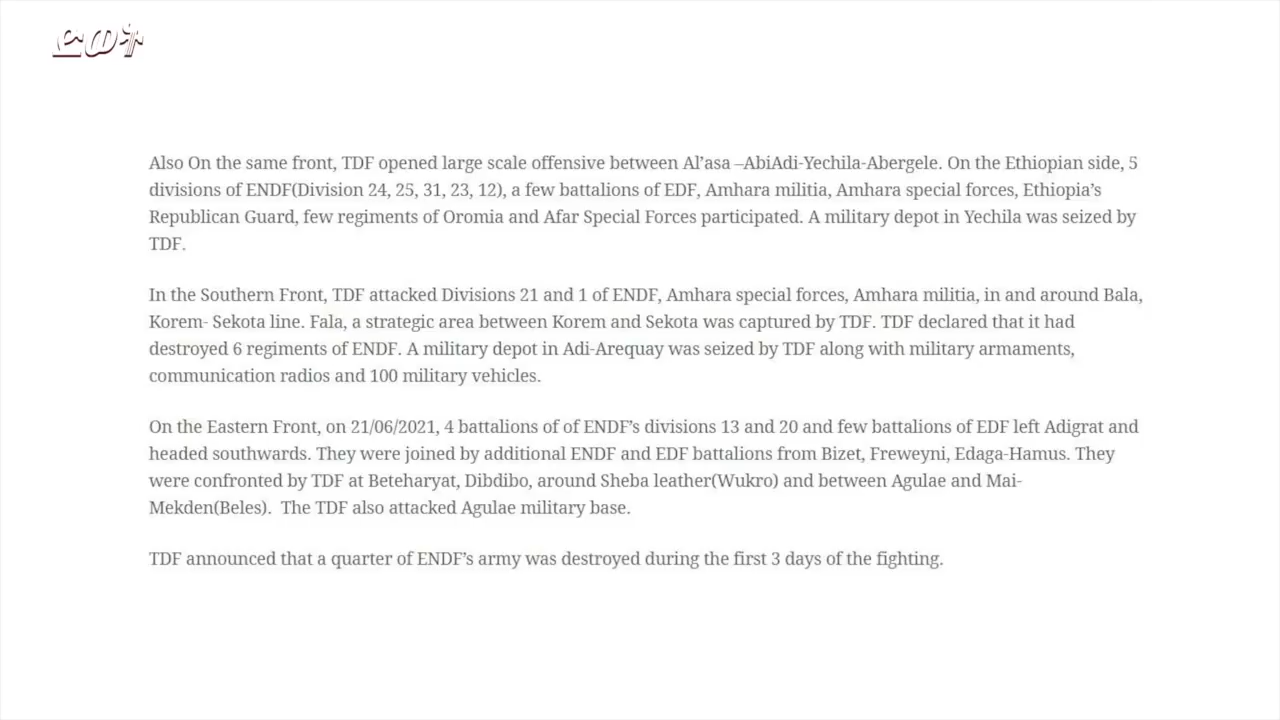 ደወት
Also On the same front, TDF opened large scale offensive between Al’asa –AbiAdi-Yechila-Abergele. On the Ethiopian side, 5
divisions of ENDF(Division 24, 25, 31, 23, 12), a few battalions of EDF, Amhara militia, Amhara special forces, Ethiopia’s
Republican Guard, few regiments of Oromia and Afar Special Forces participated. A military depot in Yechila was seized by
TDF.
In the Southern Front, TDF attacked Divisions 21 and 1 of ENDF, Amhara special forces, Amhara militia, in and around Bala,
Korem- Sekota line. Fala, a strategic area between Korem and Sekota was captured by TDF. TDF declared that it had
destroyed 6 regiments of ENDF. A military depot in Adi-Arequay was seized by TDF along with military armaments,
communication radios and 100 military vehicles.
On the Eastern Front, on 21/06/2021, 4 battalions of of ENDF’s divisions 13 and 20 and few battalions of EDF left Adigrat and
headed southwards. They were joined by additional ENDF and EDF battalions from Bizet, Freweyni, Edaga-Hamus. They
were confronted by TDF at Beteharyat, Dibdibo, around Sheba leather(Wukro) and between Agulae and Mai-
Mekden(Beles).  The TDF also attacked Agulae military base.
TDF announced that a quarter of ENDF’s army was destroyed during the first 3 days of the fighting.